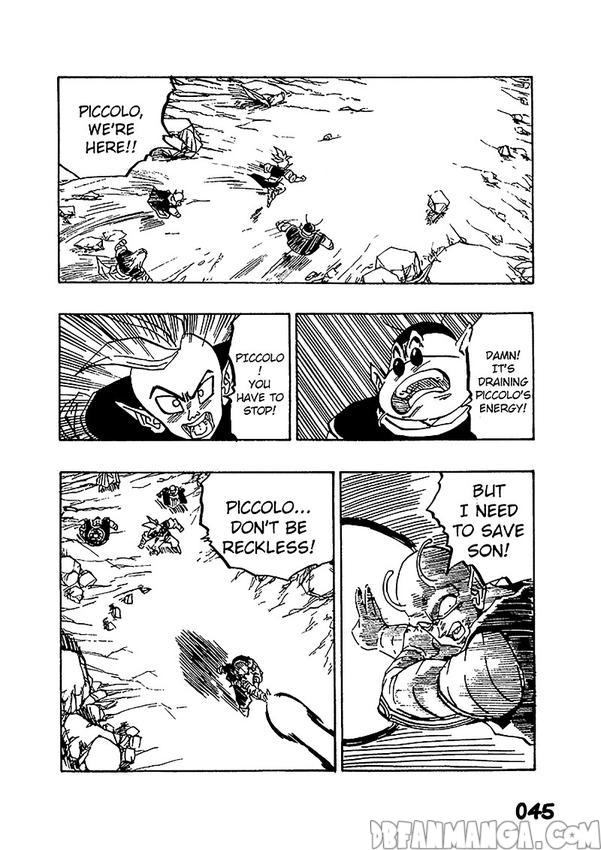 PICCOLO,
WE'RE
HERE!!
PICCOLO
! YOU
HAVE TO
STOP!
DAMN!
IT'S
DRAINING
PICCOLO'S
ENERGY!
PICCOLO...
DON'T BE
RECKLESS!
BUT
I NEED
TO SAVE
SON!
045
DBFANMANGA.COM